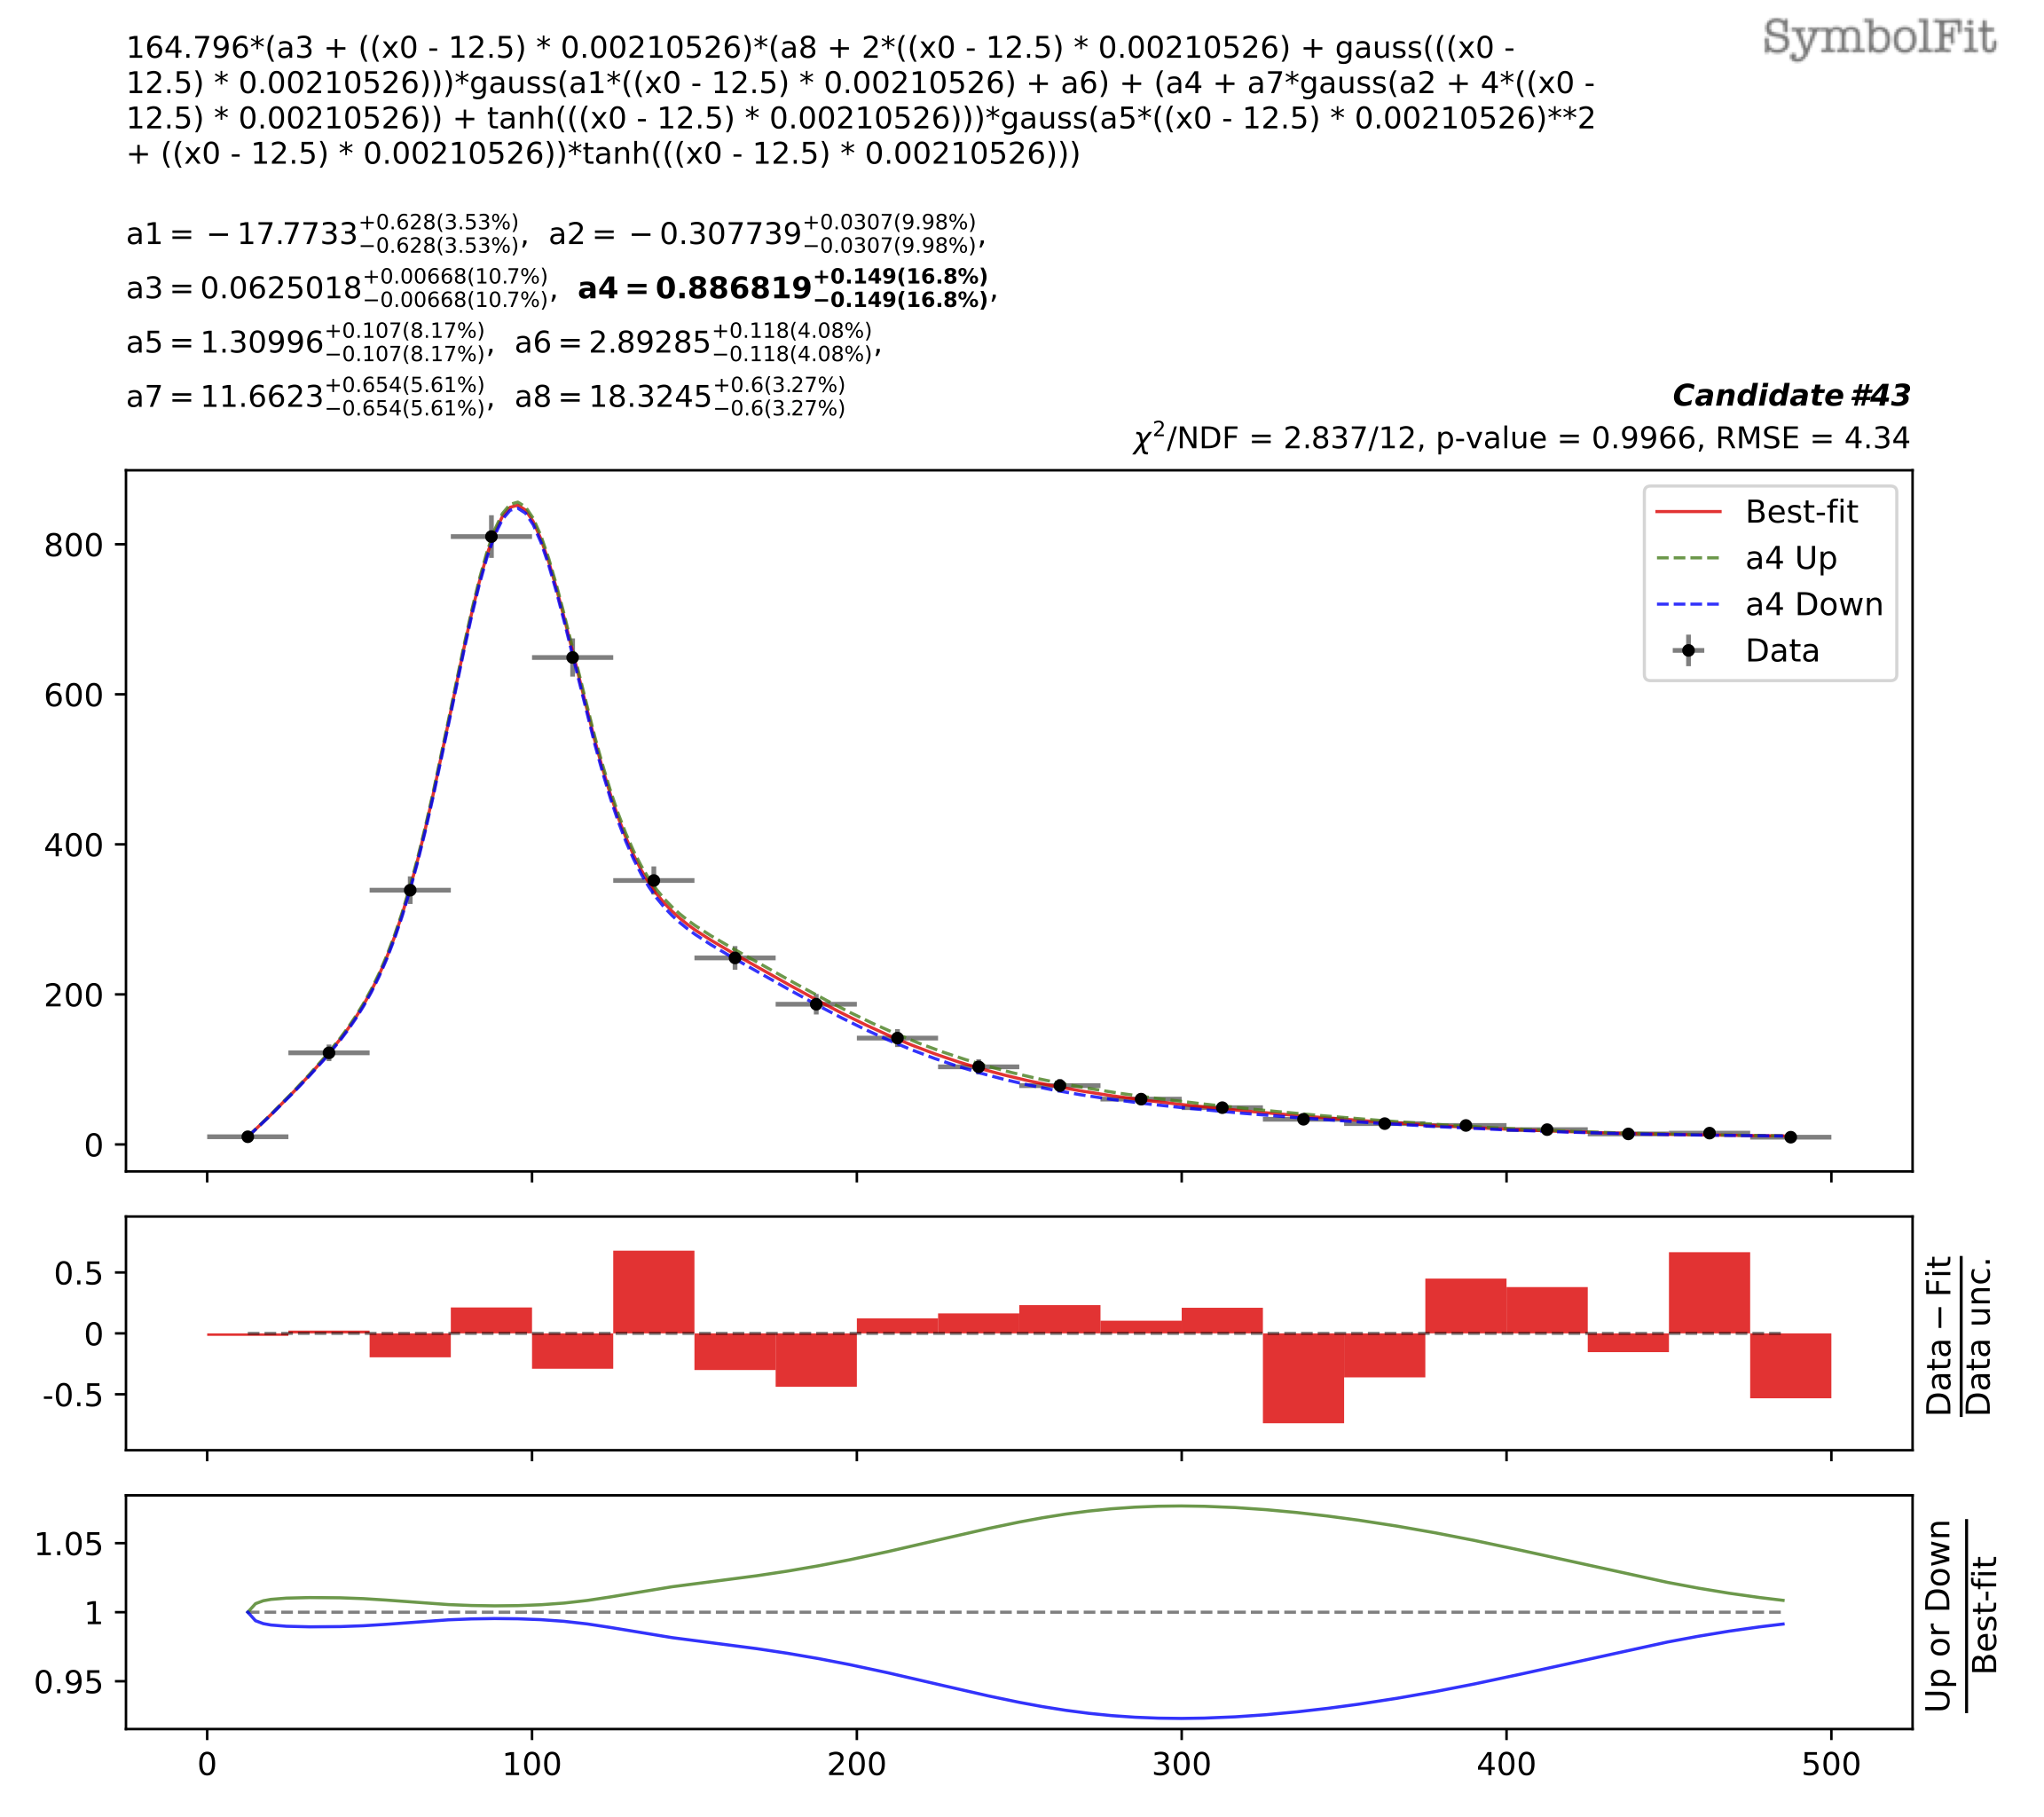 SymbolFit
164.796*(a3 + ((x0 - 12.5) * 0.00210526)*(a8 + 2*((x0 - 12.5) * 0.00210526) + gauss(((x0 -
12.5) * 0.00210526)))*gauss(a1*((x0 - 12.5) * 0.00210526) + a6) + (a4 + a7*gauss(a2 + 4*((x0 -
12.5) * 0.00210526)) + tanh(((x0 - 12.5) * 0.00210526)))*gauss(a5*((x0 - 12.5) * 0.00210526)**2
+ ((x0 - 12.5) * 0.00210526))*tanh(((x0 - 12.5) * 0.00210526)))
a1 = −17.7733 +0.628(3.53%) −0.628(3.53%), a2 = −0.307739 +0.0307(9.98%) −0.0307(9.98%),
a3 = 0.0625018 +0.00668(10.7%) −0.00668(10.7%), a4 = 0.886819 +0.149(16.8%) −0.149(16.8%),
a5 = 1.30996 +0.107(8.17%) −0.107(8.17%), a6 = 2.89285 +0.118(4.08%) −0.118(4.08%),
a7 = 11.6623 +0.654(5.61%) −0.654(5.61%), a8 = 18.3245 +0.6(3.27%) −0.6(3.27%)
Candidate #43
χ²/NDF = 2.837/12, p-value = 0.9966, RMSE = 4.34
Best-fit
a4 Up
a4 Down
Data
800
600
400
200
0
0.5
0
-0.5
Data − Fit
Data unc.
1.05
1
0.95
Up or Down
Best-fit
0 100 200 300 400 500